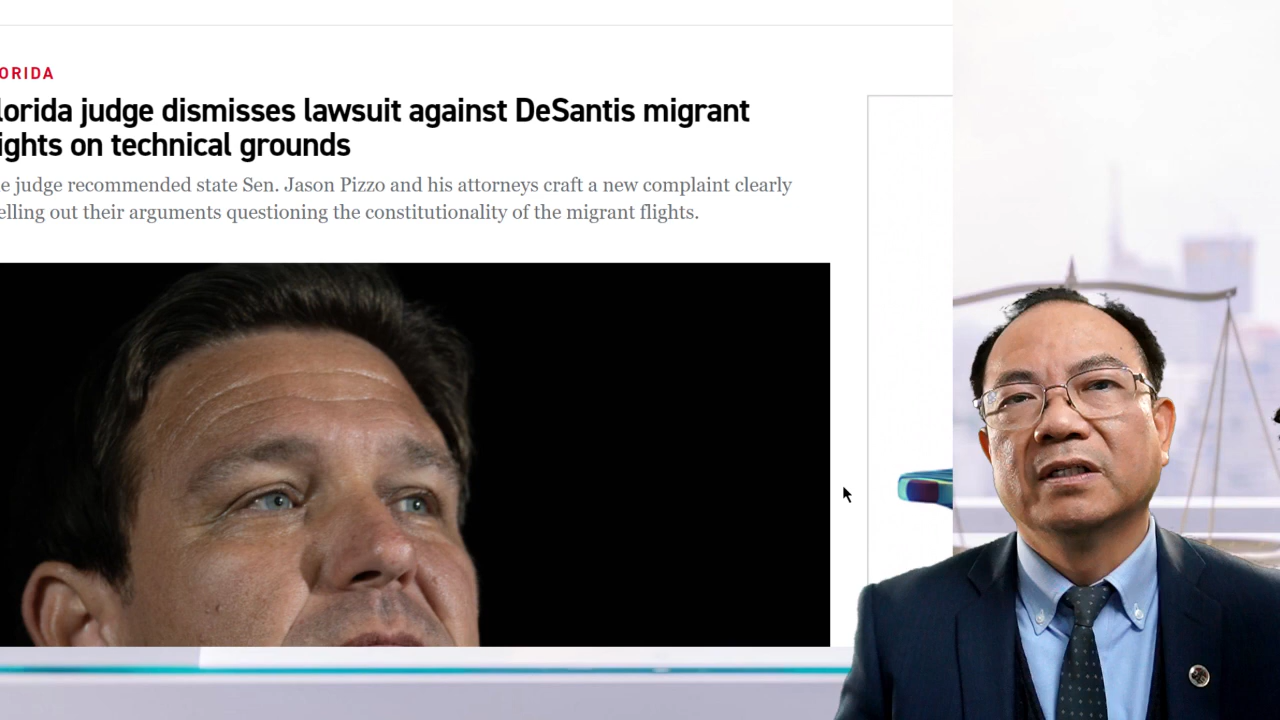 ORIDA
lorida judge dismisses lawsuit against DeSantis migrant
ights on technical grounds
e judge recommended state Sen. Jason Pizzo and his attorneys craft a new complaint clearly
elling out their arguments questioning the constitutionality of the migrant flights.